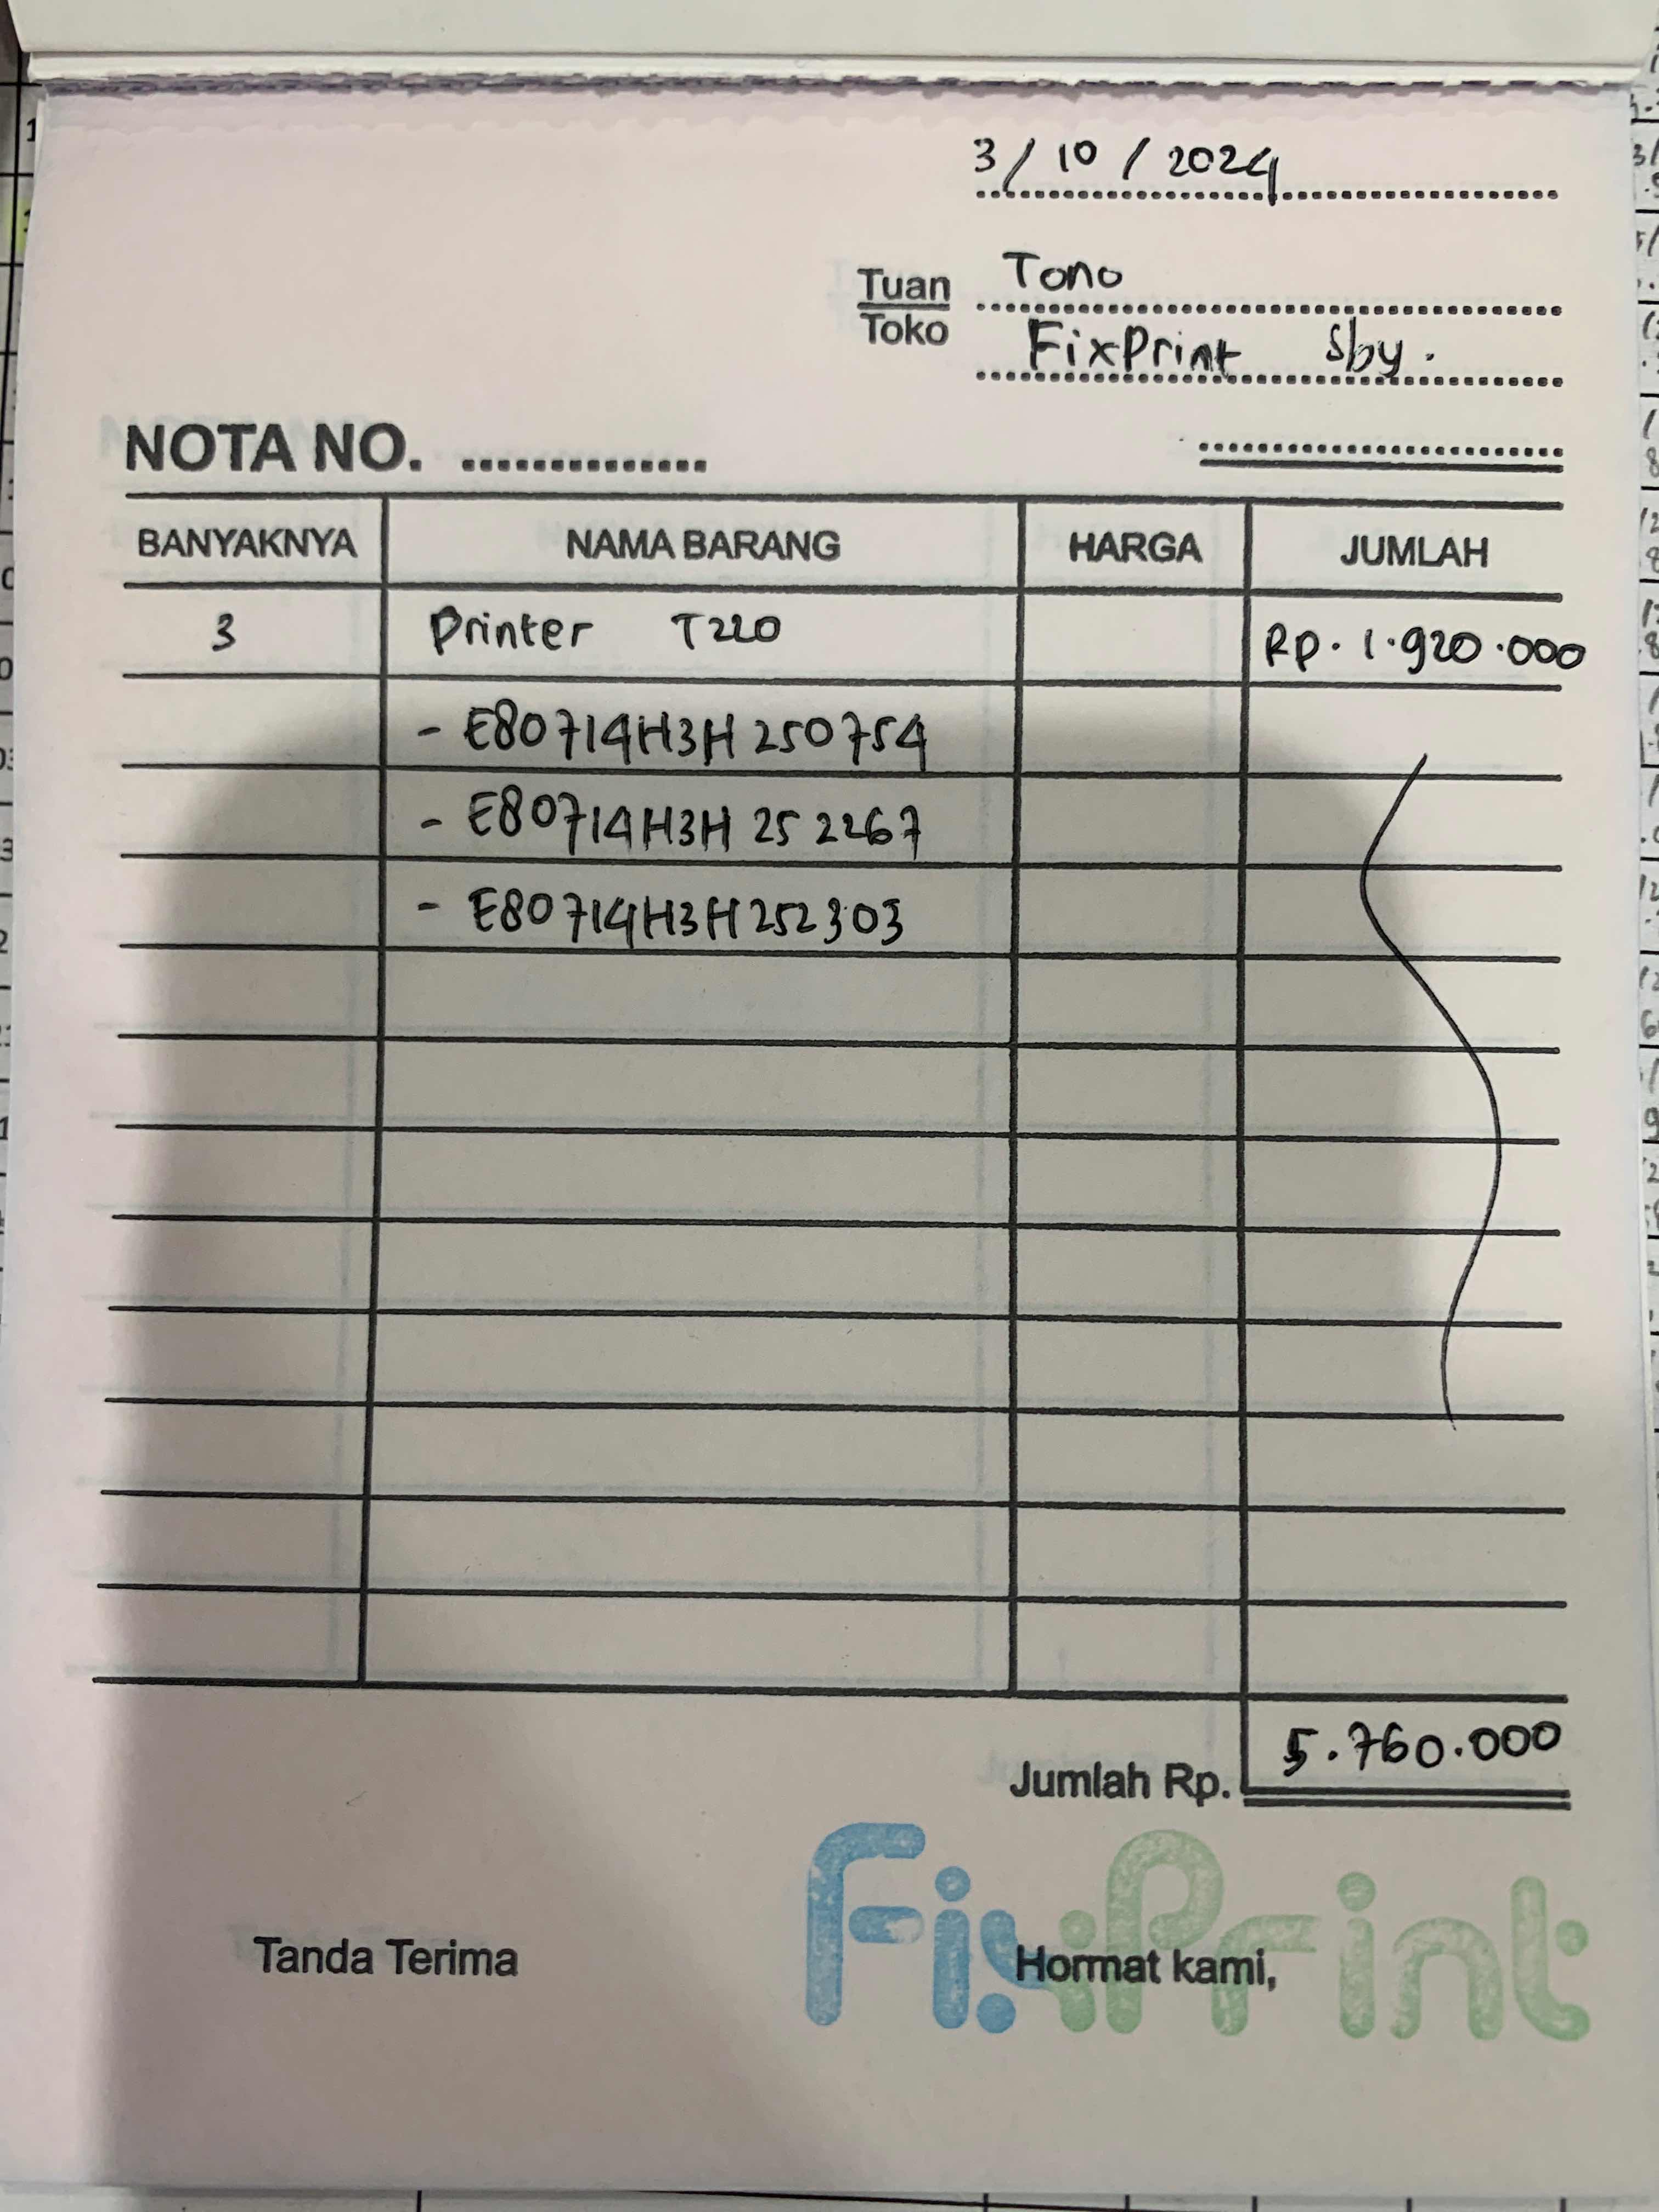 3 / 10 / 2024
Tuan Tono
Toko FixPrint Sby.
NOTA NO. ..............
BANYAKNYA NAMA BARANG HARGA JUMLAH
3 Printer T220 Rp. 1.920.000
- E80714H3H250754
- E80714H3H252267
- E80714H3H252303
Jumlah Rp. 5.760.000
FixPrint
Tanda Terima Hormat kami,